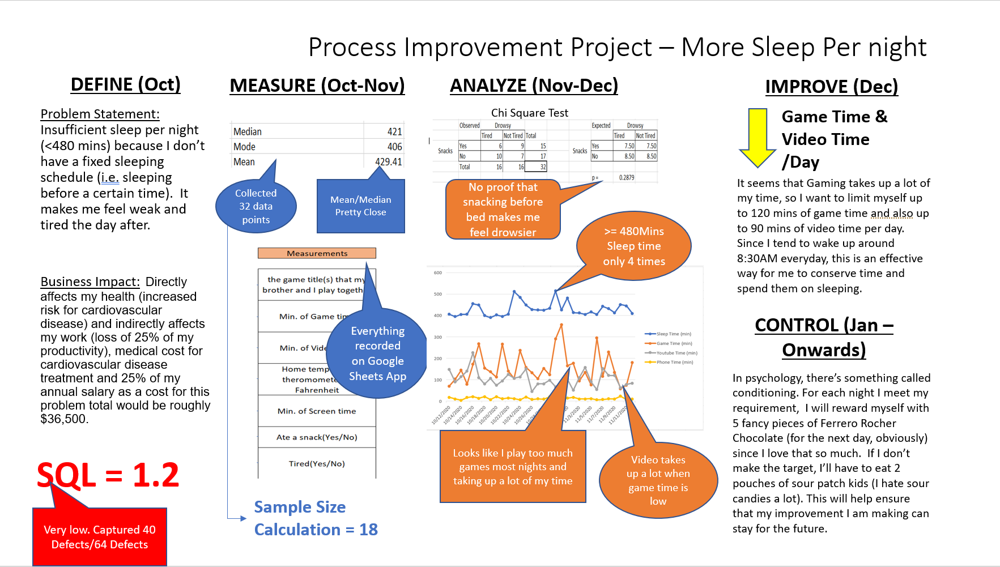 Process Improvement Project – More Sleep Per night
DEFINE (Oct)
Problem Statement:
Insufficient sleep per night
(<480 mins) because I don't
have a fixed sleeping
schedule (i.e. sleeping
before a certain time).  It
makes me feel weak and
tired the day after.
Business Impact: Directly
affects my health (increased
risk for cardiovascular
disease) and indirectly affects
my work (loss of 25% of my
productivity), medical cost for
cardiovascular disease
treatment and 25% of my
annual salary as a cost for this
problem total would be roughly
$36,500.
SQL = 1.2
Very low. Captured 40
Defects/64 Defects
MEASURE (Oct-Nov)
Median 421
Mode 406
Mean 429.41
Collected
32 data
points
Mean/Median
Pretty Close
Measurements
the game title(s) that my
brother and I play togeth
Min. of Game tim
Min. of Vide
Home temp
theromomete
Fahrenheit
Min. of Screen time
Ate a snack(Yes/No)
Tired(Yes/No)
Everything
recorded
on Google
Sheets App
Sample Size
Calculation = 18
ANALYZE (Nov-Dec)
Chi Square Test
Observed Drowsy
Tired Not Tired Total
Snacks
Yes 6 9 15
No 10 7 17
Total 16 16 32
Expected Drowsy
Tired Not Tired
Snacks
Yes 7.50 7.50
No 8.50 8.50
p = 0.2879
No proof that
snacking before
bed makes me
feel drowsier
>= 480Mins
Sleep time
only 4 times
600
500
400
300
200
100
0
10/12/2020
10/14/2020
10/16/2020
10/18/2020
10/20/2020
10/22/2020
10/24/2020
10/26/2020
10/28/
11/3/2020
11/5/2020
11/7/2020
11/9/2020
11/11/2020
Sleep Time (min)
Game Time (min)
Youtube Time (min)
Phone Time (min)
Looks like I play too much
games most nights and
taking up a lot of my time
Video takes
up a lot when
game time is
low
IMPROVE (Dec)
Game Time &
Video Time
/Day
It seems that Gaming takes up a lot of
my time, so I want to limit myself up
to 120 mins of game time and also up
to 90 mins of video time per day.
Since I tend to wake up around
8:30AM everyday, this is an effective
way for me to conserve time and
spend them on sleeping.
CONTROL (Jan –
Onwards)
In psychology, there's something called
conditioning. For each night I meet my
requirement,  I will reward myself with
5 fancy pieces of Ferrero Rocher
Chocolate (for the next day, obviously)
since I love that so much.  If I don't
make the target, I'll have to eat 2
pouches of sour patch kids (I hate sour
candies a lot). This will help ensure
that my improvement I am making can
stay for the future.